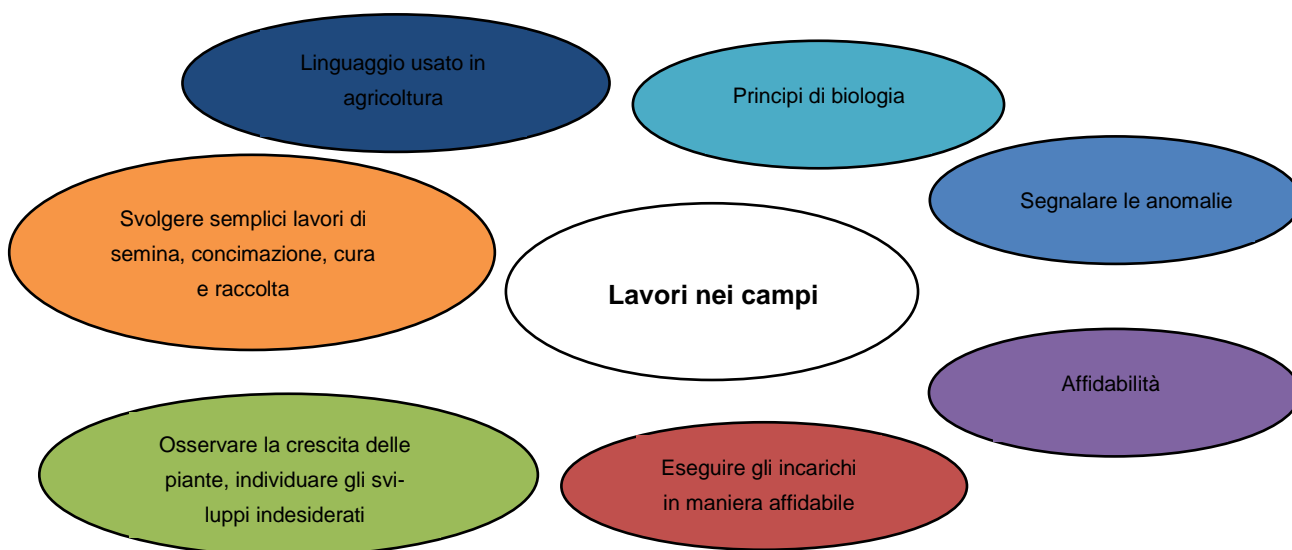 Linguaggio usato in
agricoltura
Principi di biologia
Segnalare le anomalie
Svolgere semplici lavori di
semina, concimazione, cura
e raccolta
Lavori nei campi
Affidabilità
Osservare la crescita delle
piante, individuare gli svi-
luppi indesiderati
Eseguire gli incarichi
in maniera affidabile